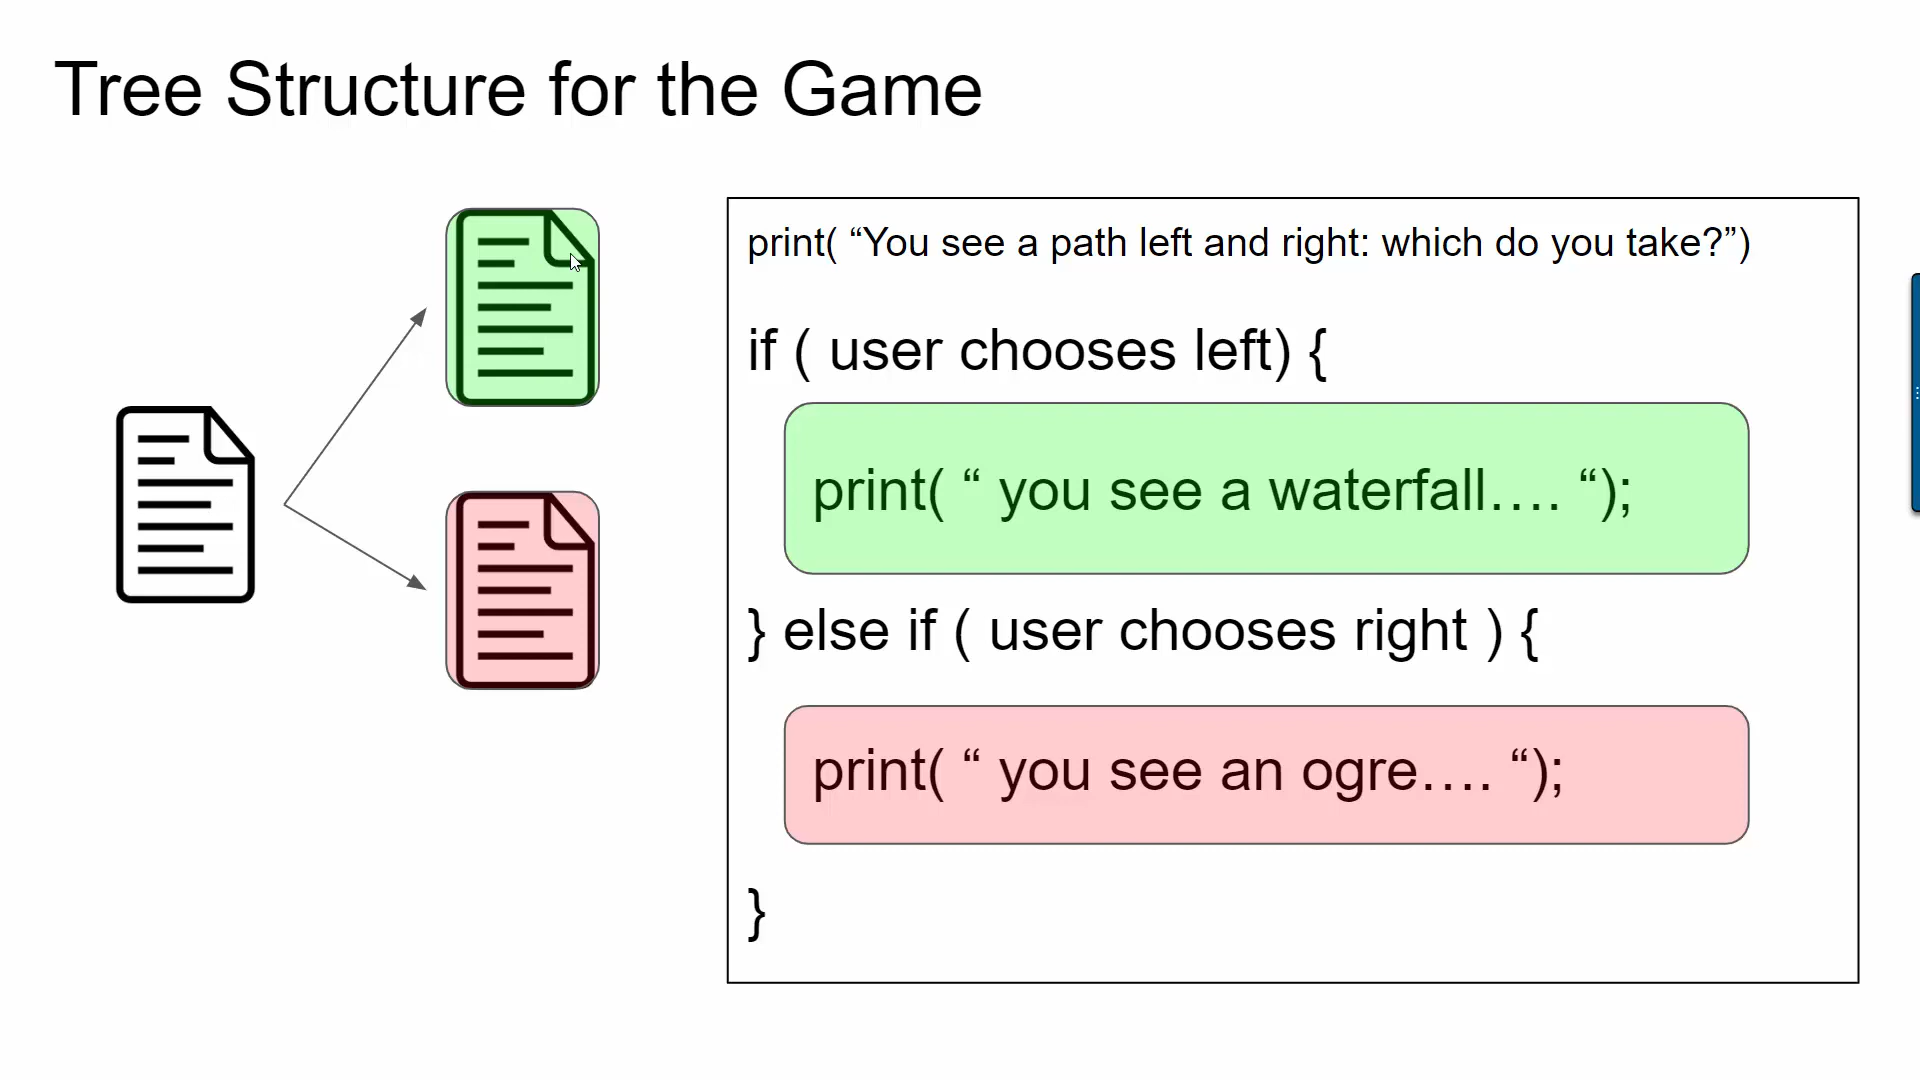 Tree Structure for the Game
print( “You see a path left and right: which do you take?”)
if ( user chooses left) {
print( “ you see a waterfall…. “);
} else if ( user chooses right ) {
print( “ you see an ogre…. “);
}